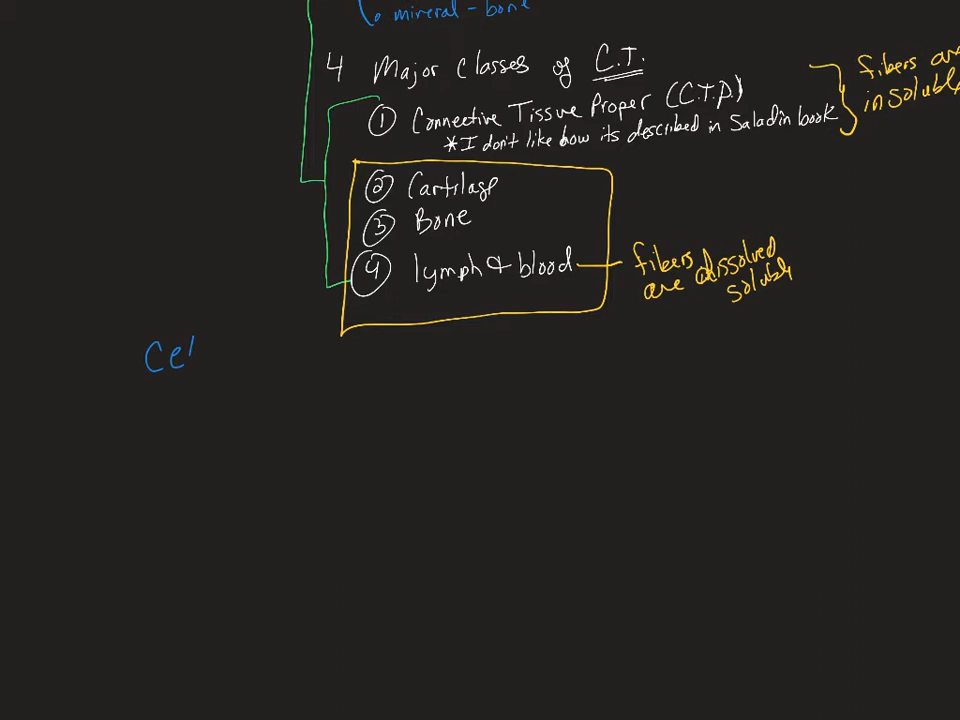 mineral - bone
4 Major Classes of C.T.
① Connective Tissue Proper (C.T.P.)
*I don't like how its described in Saladin book
fibers are
insoluble
② Cartilage
③ Bone
④ lymph & blood
fibers dissolved
are soluble
Cel